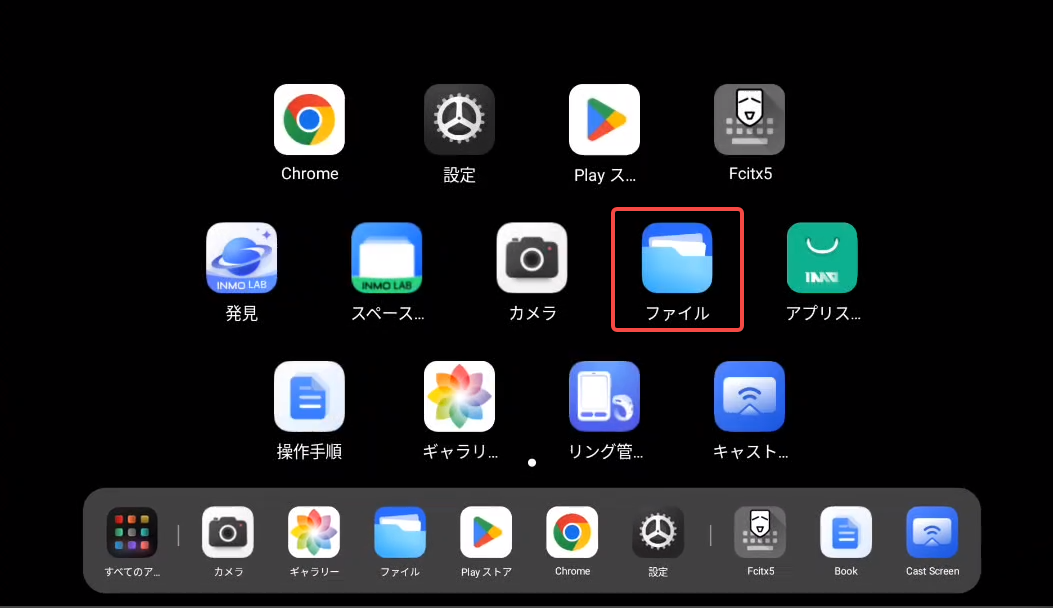 Chrome
設定
Play ス...
Fcitx5
INMO LAB
発見
INMO LAB
スペース...
カメラ
ファイル
INMO
アプリス...
操作手順
ギャラリ...
リング管...
キャスト...
すべてのア...
カメラ
ギャラリー
ファイル
Play ストア
Chrome
設定
Fcitx5
Book
Cast Screen